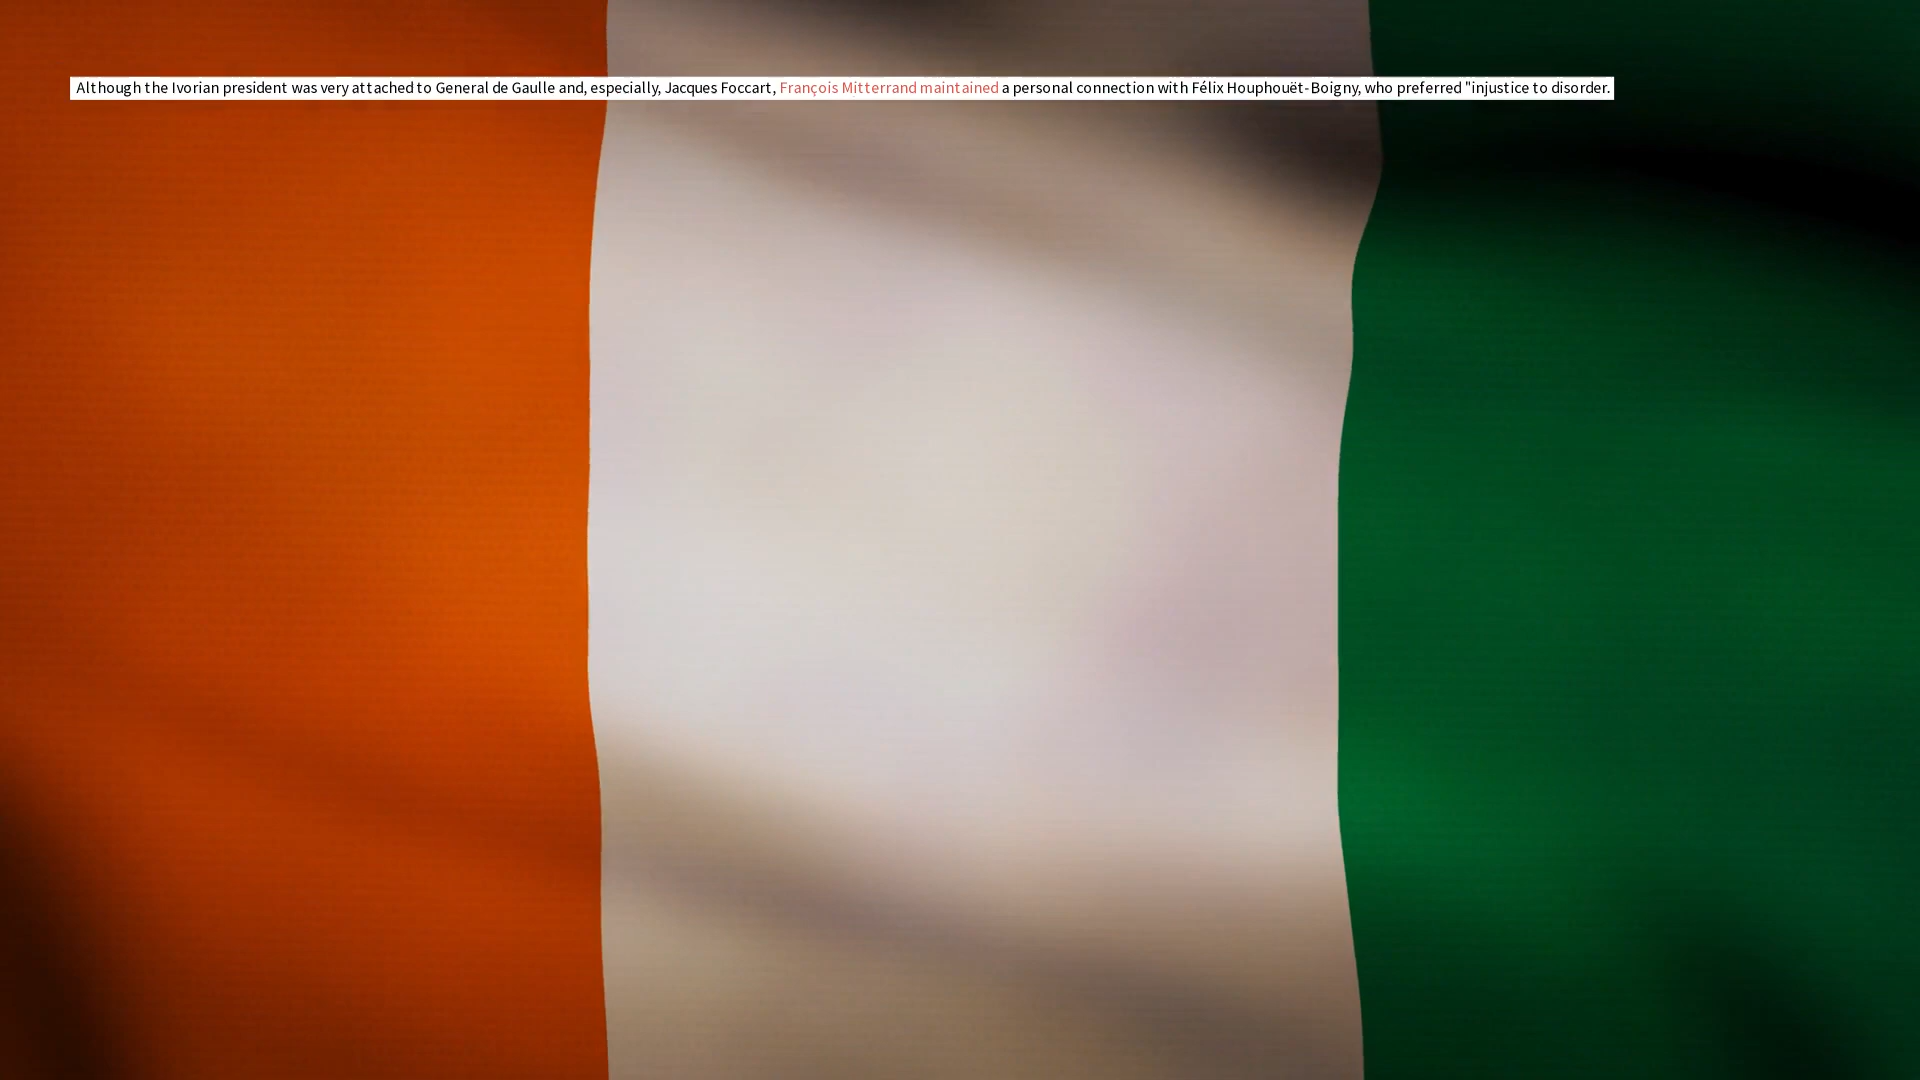 Although the Ivorian president was very attached to General de Gaulle and, especially, Jacques Foccart, François Mitterrand maintained a personal connection with Félix Houphouët-Boigny, who preferred "injustice to disorder.